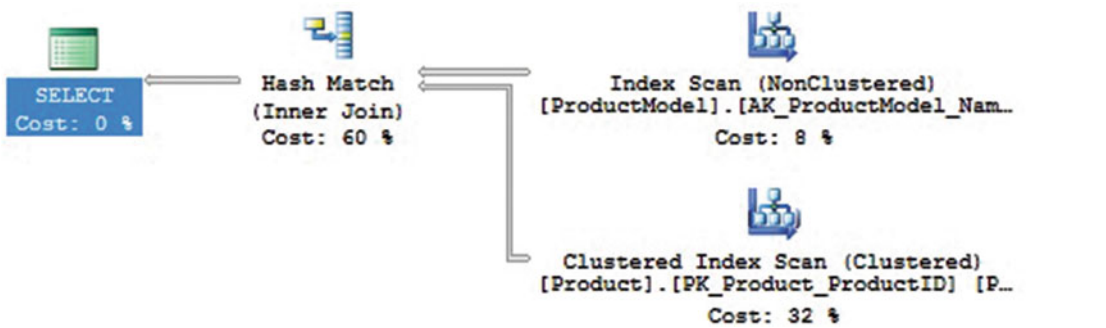 SELECT
Cost: 0 %
Hash Match
(Inner Join)
Cost: 60 %
Index Scan (NonClustered)
[ProductModel].[AK_ProductModel_Nam…
Cost: 8 %
Clustered Index Scan (Clustered)
[Product].[PK_Product_ProductID] [P…
Cost: 32 %